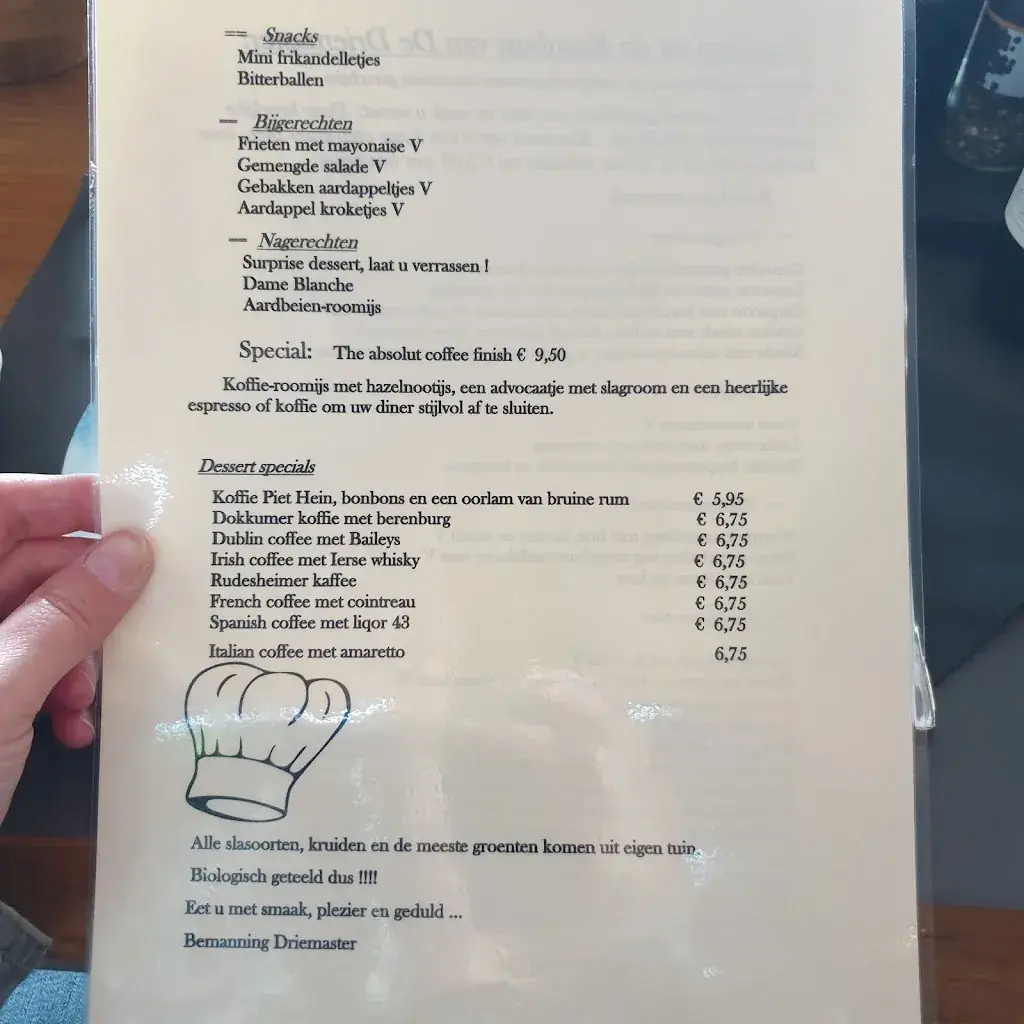 == Snacks
Mini frikandelletjes
Bitterballen
== Bijgerechten
Frieten met mayonaise V
Gemengde salade V
Gebakken aardappeltjes V
Aardappel kroketjes V
== Nagerechten
Surprise dessert, laat u verrassen !
Dame Blanche
Aardbeien-roomijs
Special: The absolut coffee finish € 9,50
Koffie-roomijs met hazelnootijs, een advocaatje met slagroom en een heerlijke
espresso of koffie om uw diner stijlvol af te sluiten.
Dessert specials
Koffie Piet Hein, bonbons en een oorlam van bruine rum € 5,95
Dokkumer koffie met berenburg € 6,75
Dublin coffee met Baileys € 6,75
Irish coffee met Ierse whisky € 6,75
Rudesheimer kaffee € 6,75
French coffee met cointreau € 6,75
Spanish coffee met liqor 43 € 6,75
Italian coffee met amaretto 6,75
Alle slasoorten, kruiden en de meeste groenten komen uit eigen tuin.
Biologisch geteeld dus !!!!
Eet u met smaak, plezier en geduld ...
Bemanning Driemaster